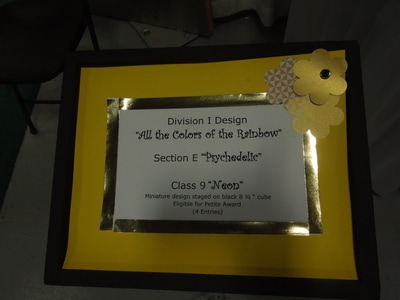 Division I Design
"All the Colors of the Rainbow"
Section E "Psychedelic"
Class 9 "Neon"
Miniature design staged on black 8 ½ " cube
Eligible for Petite Award
(4 Entries)